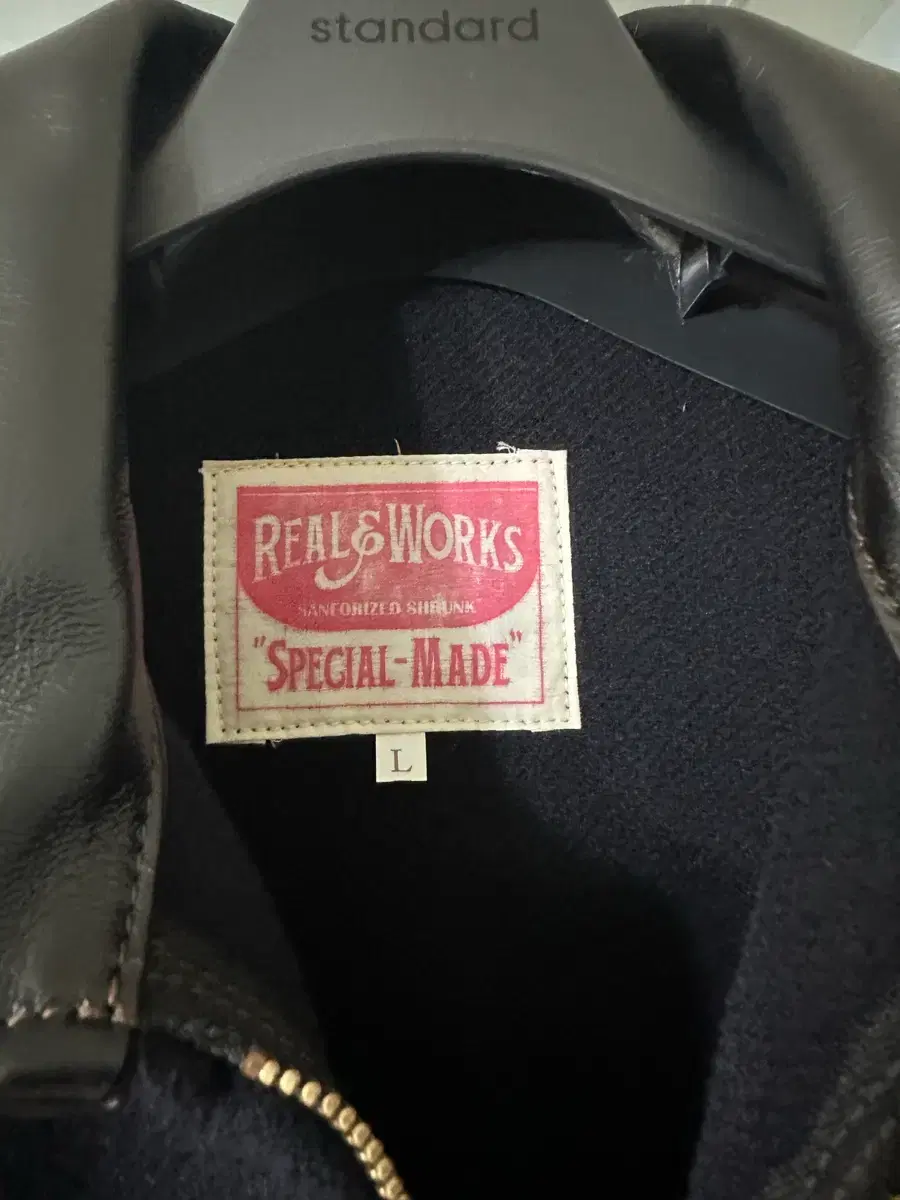 standard
REAL&WORKS
SANFORIZED SHRUNK
"SPECIAL-MADE"
L